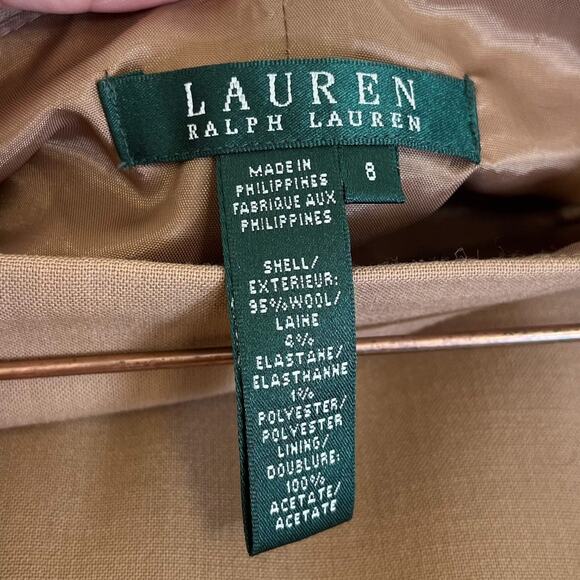 LAUREN
RALPH LAUREN
8
MADE IN
PHILIPPINES
FABRIQUE AUX
PHILIPPINES
SHELL/
EXTERIEUR:
95%WOOL/
LAINE
4%
ELASTANE/
ELASTHANNE
1%
POLYESTER/
POLYESTER
LINING/
DOUBLURE:
100%
ACETATE/
ACETATE